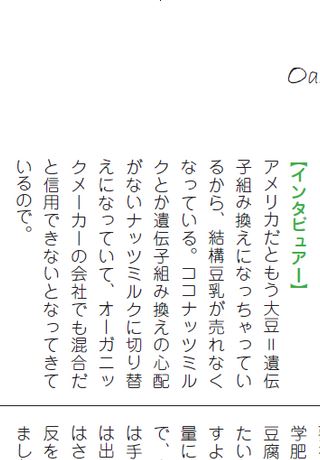 Oa
【インタビュアー】
アメリカだともう大豆＝遺伝
子組み換えになっちゃってい
るから、結構豆乳が売れなく
なっている。ココナッツミル
クとか遺伝子組み換えの心配
がないナッツミルクに切り替
えになっていて、オーガニッ
クメーカーの会社でも混合だ
と信用できないとなってきて
いるので。
学肥
豆腐
たい
すよ
量に
で、
は手
は出
はさ
反を
まし